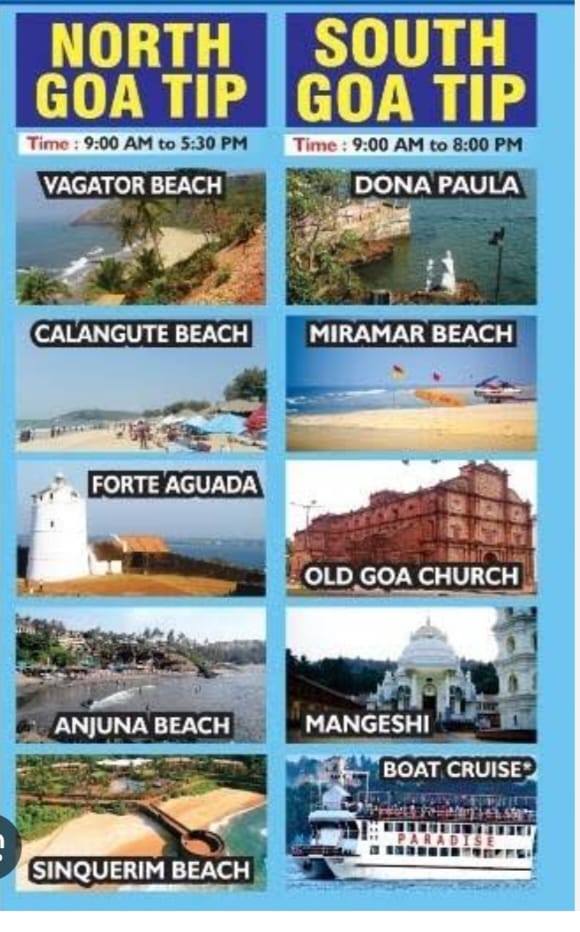 NORTH
GOA TIP
Time : 9:00 AM to 5:30 PM
VAGATOR BEACH
CALANGUTE BEACH
FORTE AGUADA
ANJUNA BEACH
SINQUERIM BEACH
SOUTH
GOA TIP
Time : 9:00 AM to 8:00 PM
DONA PAULA
MIRAMAR BEACH
OLD GOA CHURCH
MANGESHI
BOAT CRUISE*
PARADISE